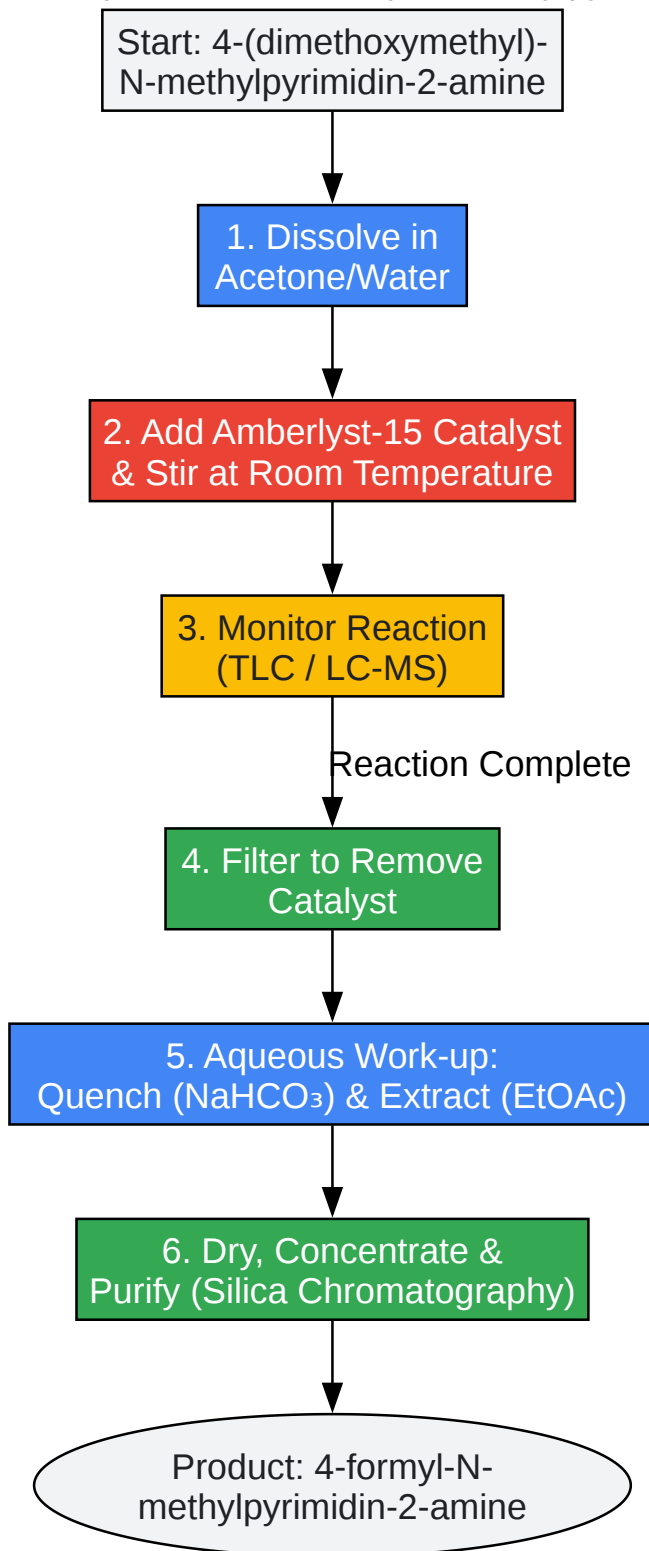 Start: 4-(dimethoxymethyl)-
N-methylpyrimidin-2-amine
1. Dissolve in
Acetone/Water
2. Add Amberlyst-15 Catalyst
& Stir at Room Temperature
3. Monitor Reaction
(TLC / LC-MS)
Reaction Complete
4. Filter to Remove
Catalyst
5. Aqueous Work-up:
Quench (NaHCO₃) & Extract (EtOAc)
6. Dry, Concentrate &
Purify (Silica Chromatography)
Product: 4-formyl-N-
methylpyrimidin-2-amine